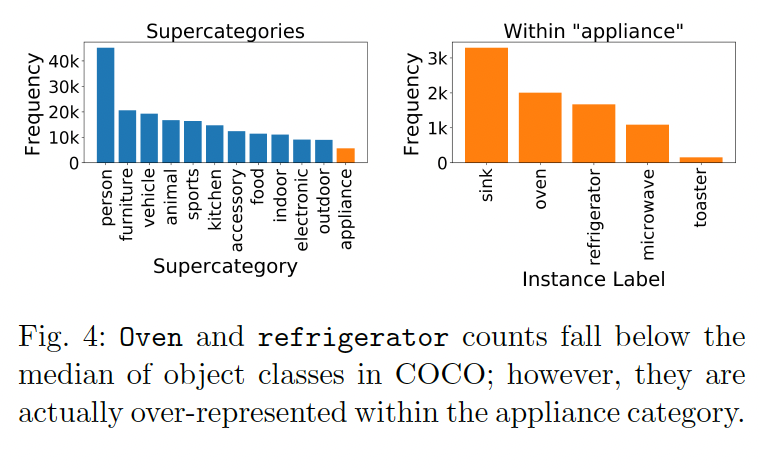 Supercategories
Frequency
40k
30k
20k
10k
0
person
furniture
vehicle
animal
sports
kitchen
accessory
food
indoor
electronic
outdoor
appliance
Supercategory
Within "appliance"
Frequency
3k
2k
1k
0
sink
oven
refrigerator
microwave
toaster
Instance Label
Fig. 4: Oven and refrigerator counts fall below the
median of object classes in COCO; however, they are
actually over-represented within the appliance category.